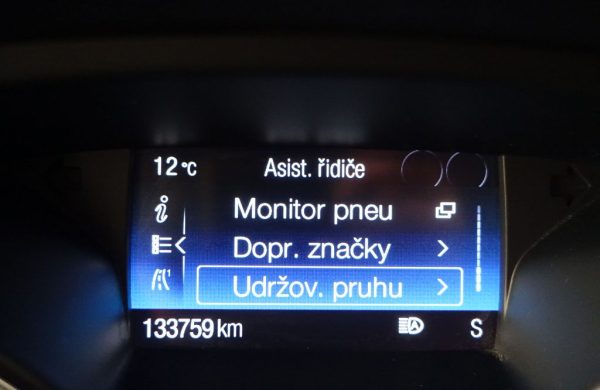 12 °C Asist. řidiče
Monitor pneu
Dopr. značky
Udržov. pruhu
133759 km S